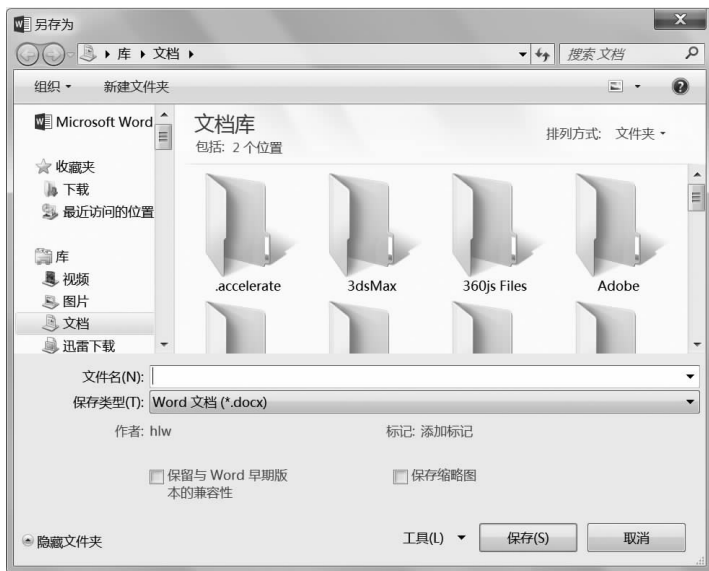 另存为
库 文档
搜索 文档
组织 新建文件夹
Microsoft Word
收藏夹
下载
最近访问的位置
库
视频
图片
文档
迅雷下载
文档库
包括: 2 个位置
排列方式: 文件夹
.accelerate 3dsMax 360js Files Adobe
文件名(N):
保存类型(T): Word 文档 (*.docx)
作者: hlw 标记: 添加标记
保留与 Word 早期版
本的兼容性
保存缩略图
隐藏文件夹 工具(L) 保存(S) 取消